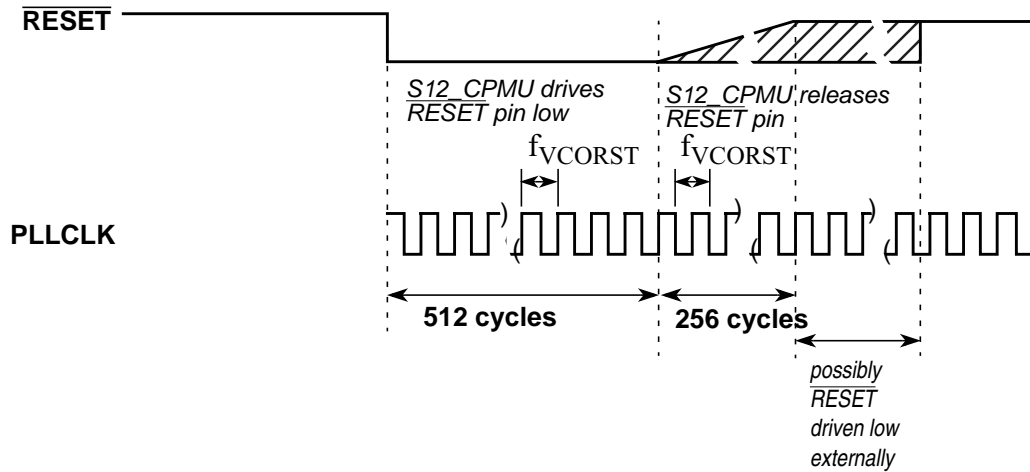 RESET
S12_CPMU drives
RESET pin low
S12_CPMU releases
RESET pin
fVCORST
fVCORST
PLLCLK
512 cycles
256 cycles
possibly
RESET
driven low
externally